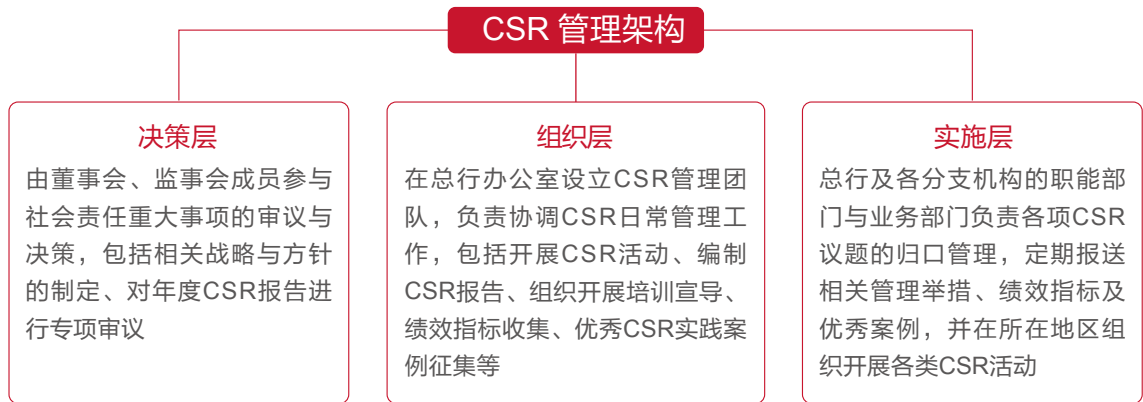 CSR 管理架构
决策层
由董事会、监事会成员参与
社会责任重大事项的审议与
决策，包括相关战略与方针
的制定、对年度CSR报告进
行专项审议
组织层
在总行办公室设立CSR管理团
队，负责协调CSR日常管理工
作，包括开展CSR活动、编制
CSR报告、组织开展培训宣导、
绩效指标收集、优秀CSR实践案
例征集等
实施层
总行及各分支机构的职能部
门与业务部门负责各项CSR
议题的归口管理，定期报送
相关管理举措、绩效指标及
优秀案例，并在所在地区组
织开展各类CSR活动